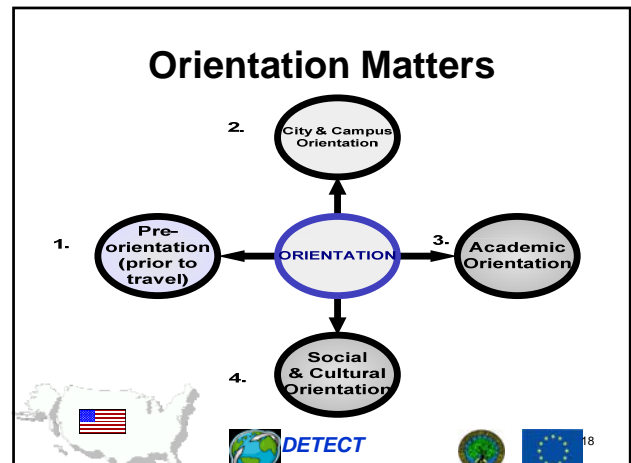 Orientation Matters
2.
City & Campus
Orientation
1.
Pre-
orientation
(prior to
travel)
ORIENTATION
3.
Academic
Orientation
4.
Social
& Cultural
Orientation
DETECT
18